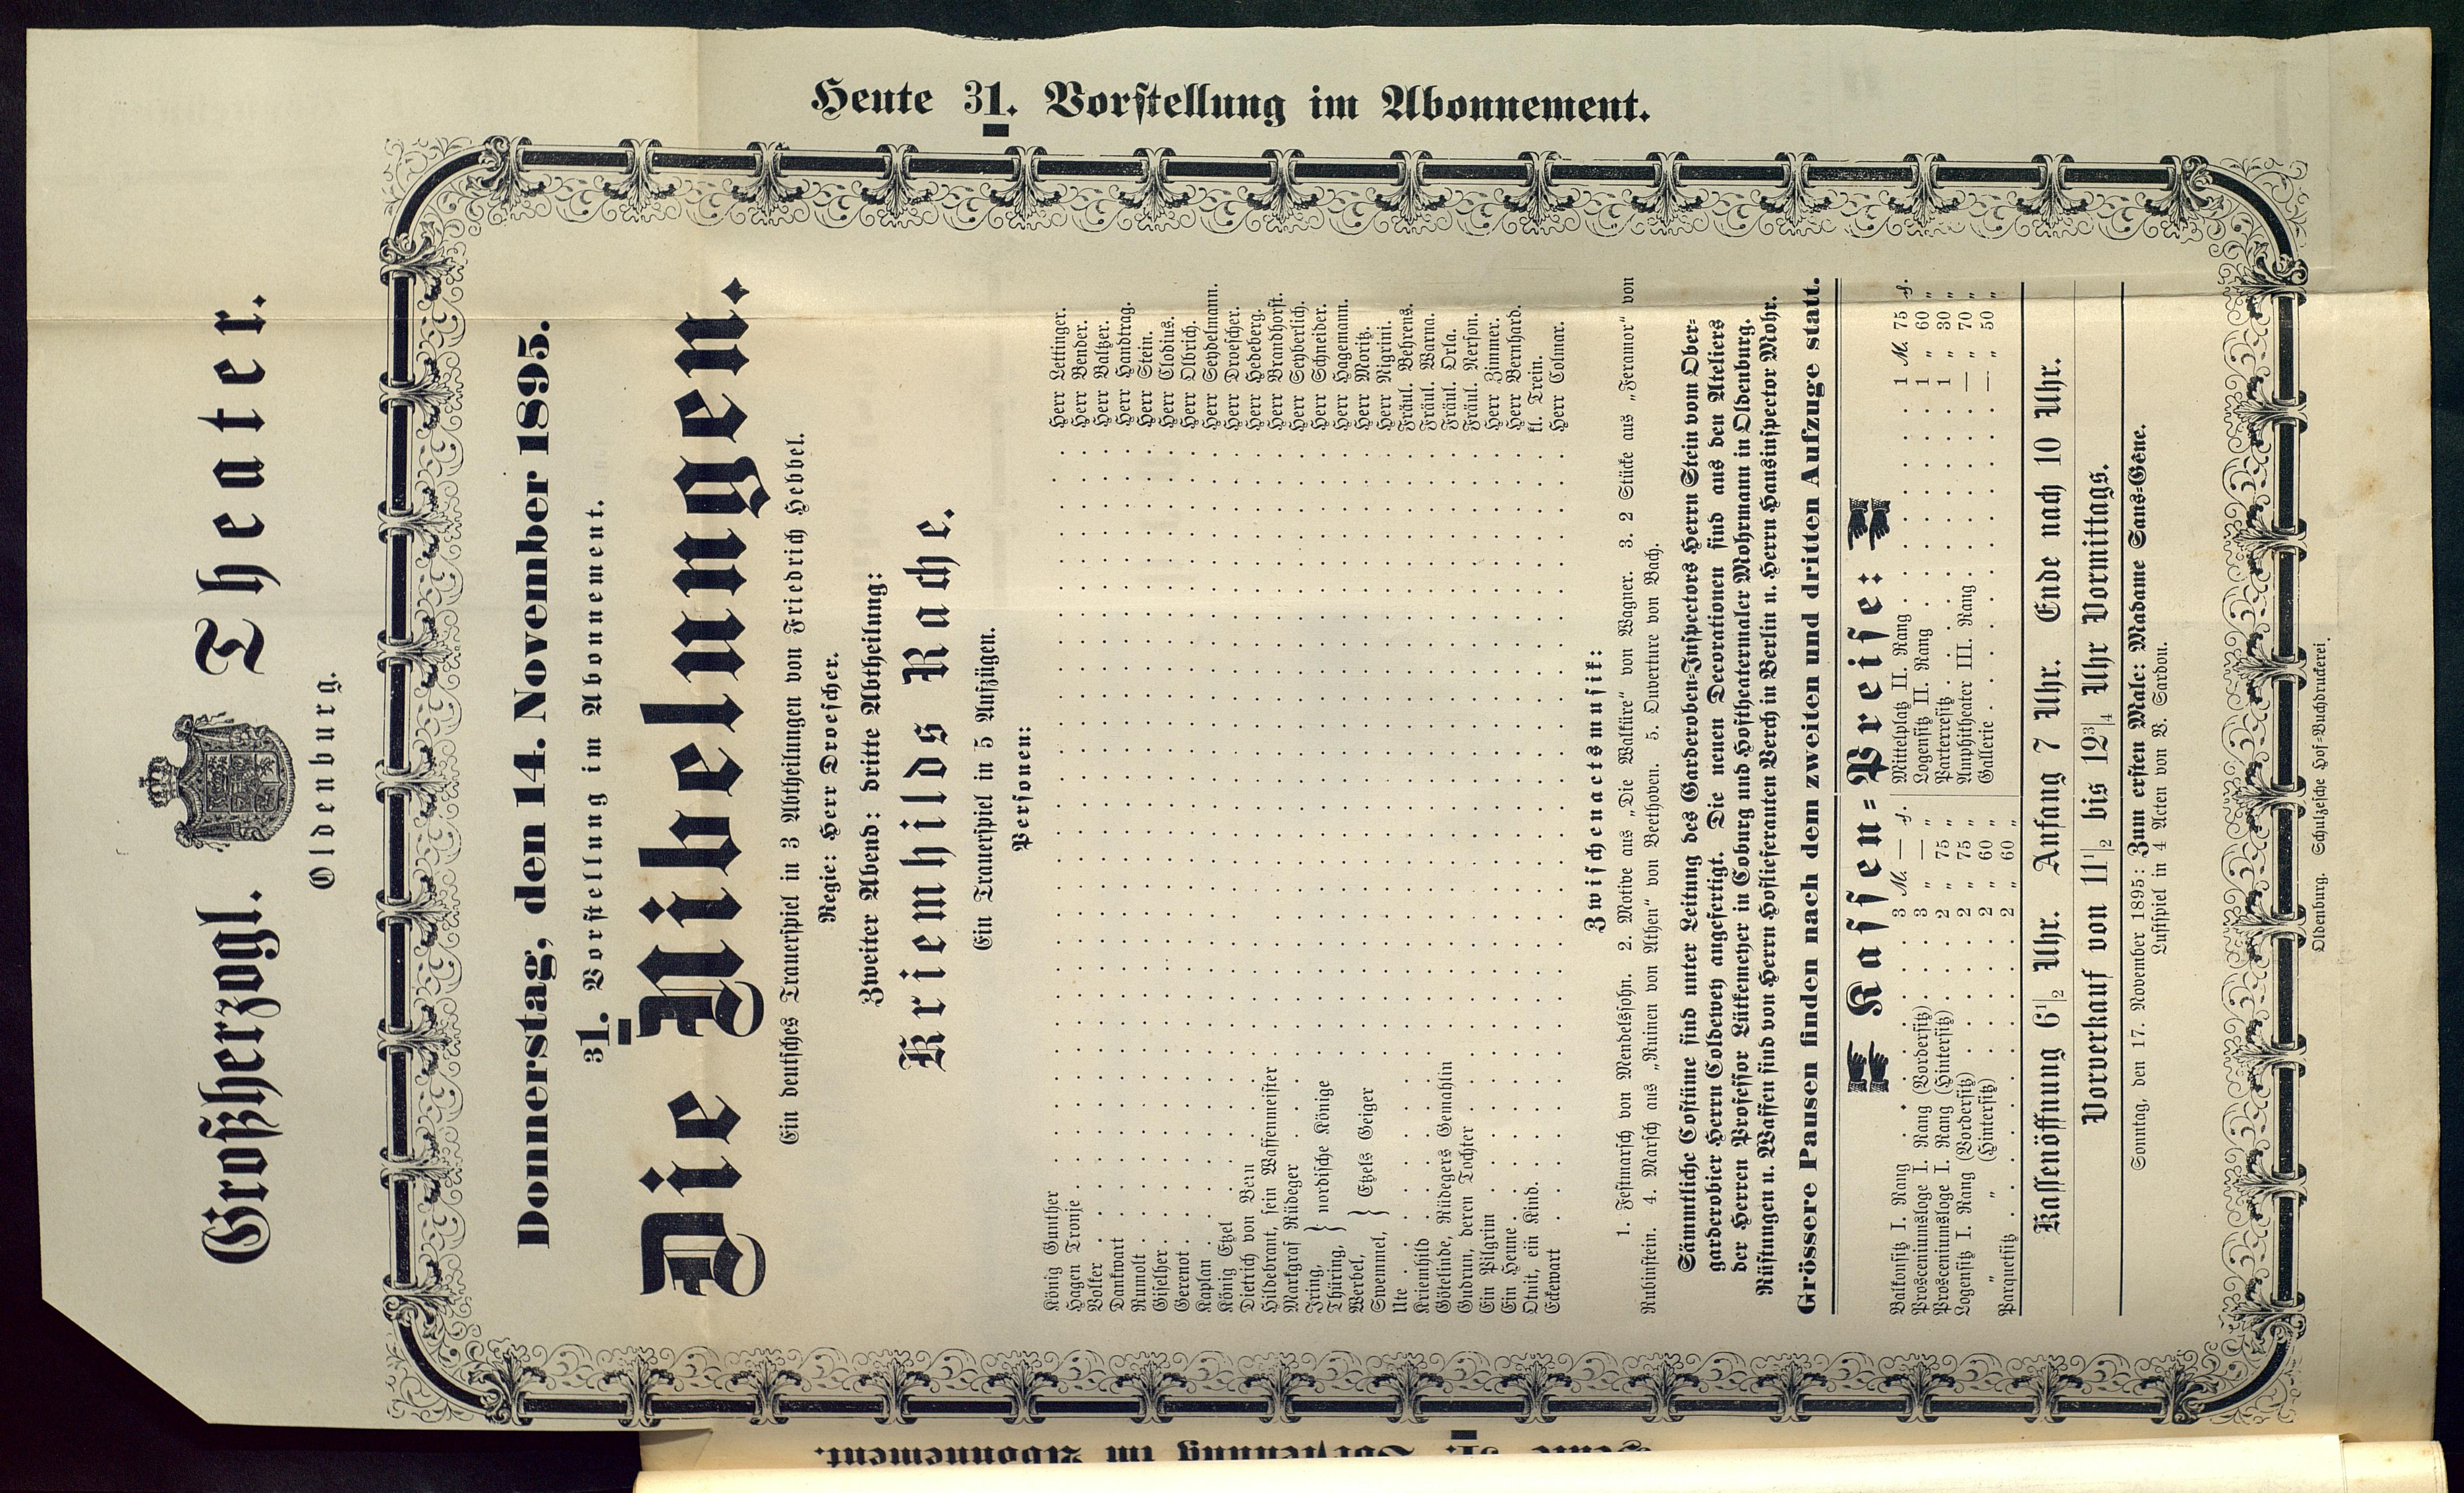 Heute 31. Vorstellung im Abonnement.
Großherzogl. Theater.
Oldenburg.
Donnerstag, den 14. November 1895.
31. Vorstellung im Abonnement.
Die Nibelungen.
Ein deutsches Trauerspiel in 3 Abtheilungen von Friedrich Hebbel.
Regie: Herr Droescher.
Zweiter Abend: dritte Abtheilung:
Kriemhilds Rache.
Ein Trauerspiel in 5 Aufzügen.
Personen:
König Gunther . . . Herr Lettinger.
Hagen Tronje . . . Herr Bender.
Volker . . . Herr Baltzer.
Dankwart . . . Herr Handrag.
Rumolt . . . Herr Stein.
Giselher . . . Herr Clodius.
Gerenot . . . Herr Olbrich.
Kaplan . . . Herr Seydelmann.
König Etzel . . . Herr Droescher.
Dietrich von Bern . . . Herr Hedeberg.
Hildebrant, sein Waffenmeister . . . Herr Brandhorst.
Markgraf Rüdeger . . . Herr Seyberlich.
Iring, } nordische Könige . . . Herr Schneider.
Thüring, } . . . Herr Hagemann.
Werbel, } Etzels Geiger . . . Herr Moritz.
Swemmel, } . . . Herr Nigrini.
Ute . . . Fräul. Behrens.
Kriemhild . . . Fräul. Warna.
Götelinde, Rüdegers Gemahlin . . . Fräul. Orla.
Gudrun, deren Tochter . . . Fräul. Nerson.
Ein Pilgrim . . . Herr Zimmer.
Ein Heune . . . Herr Bernhard.
Otnit, ein Kind. . . . kl. Trein.
Eckewart . . . Herr Colmar.
Zwischenactsmusik:
1. Festmarsch von Mendelssohn. 2. Motive aus „Die Walküre“ von Wagner. 3. 2 Stücke aus „Feramor“ von
Rubinstein. 4. Marsch aus „Ruinen von Athen“ von Beethoven. 5. Ouverture von Bach.
Sämmtliche Costüme sind unter Leitung des Garderoben-Inspectors Herrn Stein vom Ober-
garderobier Herrn Coldewey angefertigt. Die neuen Decorationen sind aus den Ateliers
der Herren Professor Lütkemeyer in Coburg und Hoftheatermaler Mohrmann in Oldenburg.
Rüstungen u. Waffen sind von Herrn Hoflieferanten Verch in Berlin u. Herrn Hausinspector Mohr.
Grössere Pausen finden nach dem zweiten und dritten Aufzuge statt.
Kassen-Preise:
Balkonsitz I. Rang . . . 3 M. — ₰.
Prosceniumsloge I. Rang (Vordersitz) . . . 3 „ — „
Prosceniumsloge I. Rang (Hintersitz) . . . 2 „ 75 „
Logensitz I. Rang (Vordersitz) . . . 2 „ 75 „
„ „ (Hintersitz) . . . 2 „ 60 „
Parquetsitz . . . 2 „ 60 „
Mittelplatz II. Rang . . . 1 M. 75 ₰.
Logensitz II. Rang . . . 1 „ 60 „
Parterresitz . . . 1 „ 30 „
Amphitheater III. Rang . . . — „ 70 „
Gallerie . . . — „ 50 „
Kassenöffnung 6 1/2 Uhr. Anfang 7 Uhr. Ende nach 10 Uhr.
Vorverkauf von 11 1/2 bis 12 3/4 Uhr Vormittags.
Sonntag, den 17. November 1895: Zum ersten Male: Madame Sans-Gêne.
Lustspiel in 4 Acten von V. Sardou.
Oldenburg. Schulzesche Hof-Buchdruckerei.
Heute 31. Vorstellung im Abonnement.